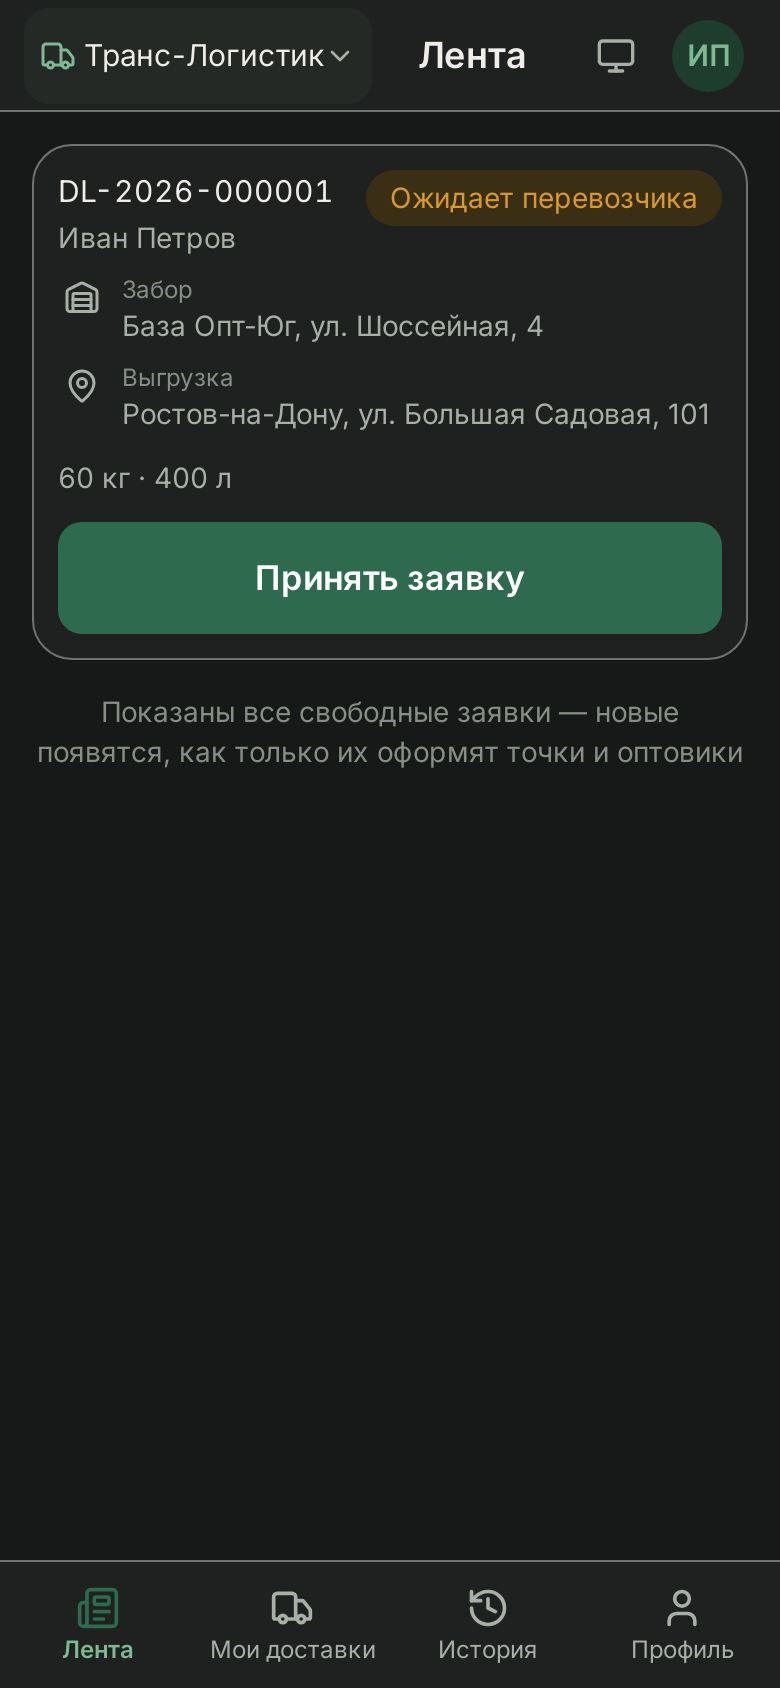 Транс-Логистик
Лента
ИП
DL-2026-000001
Ожидает перевозчика
Иван Петров
Забор
База Опт-Юг, ул. Шоссейная, 4
Выгрузка
Ростов-на-Дону, ул. Большая Садовая, 101
60 кг · 400 л
Принять заявку
Показаны все свободные заявки — новые
появятся, как только их оформят точки и оптовики
Лента
Мои доставки
История
Профиль